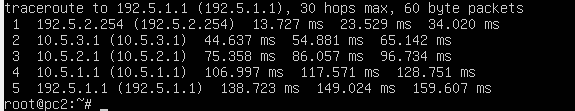 traceroute to 192.5.1.1 (192.5.1.1), 30 hops max, 60 byte packets
1 192.5.2.254 (192.5.2.254) 13.727 ms 23.529 ms 34.020 ms
2 10.5.3.1 (10.5.3.1) 44.637 ms 54.881 ms 65.142 ms
3 10.5.2.1 (10.5.2.1) 75.358 ms 86.057 ms 96.734 ms
4 10.5.1.1 (10.5.1.1) 106.997 ms 117.571 ms 128.751 ms
5 192.5.1.1 (192.5.1.1) 138.723 ms 149.024 ms 159.607 ms
root@pc2:~# _